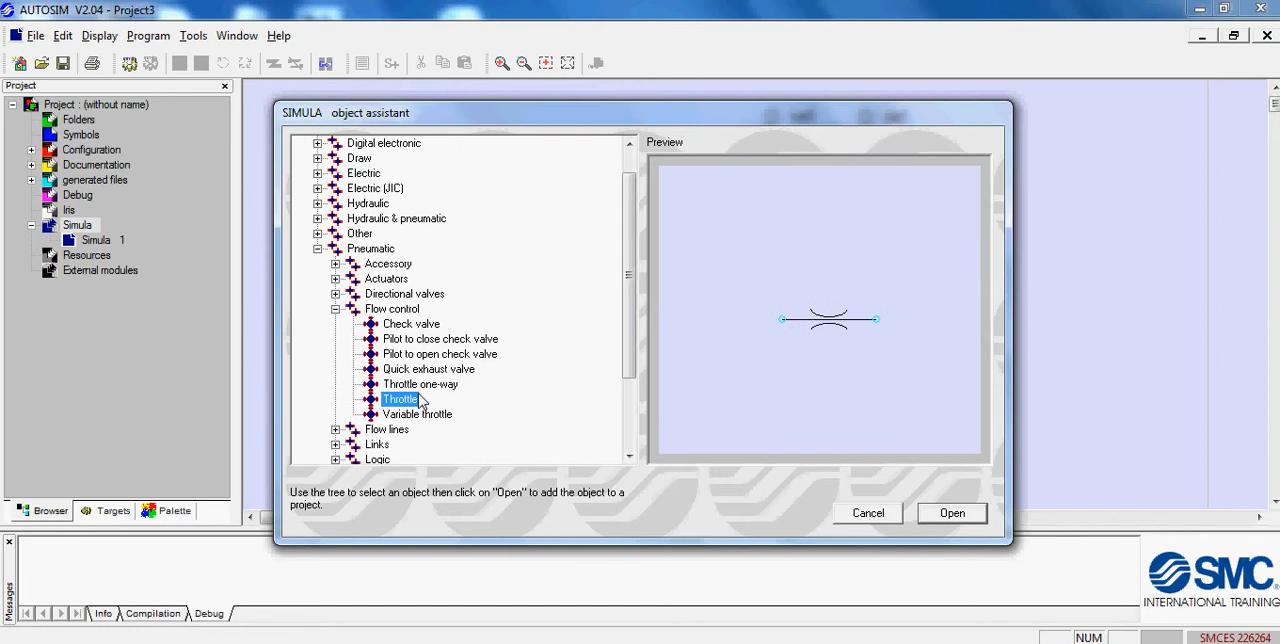 AUTOSIM V2.04 - Project3
File Edit Display Program Tools Window Help
Project
Project : (without name)
Folders
Symbols
Configuration
Documentation
generated files
Debug
Iris
Simula
Simula 1
Resources
External modules
Browser Targets Palette
SIMULA object assistant
Digital electronic
Draw
Electric
Electric (JIC)
Hydraulic
Hydraulic & pneumatic
Other
Pneumatic
Accessory
Actuators
Directional valves
Flow control
Check valve
Pilot to close check valve
Pilot to open check valve
Quick exhaust valve
Throttle one-way
Throttle
Variable throttle
Flow lines
Links
Logic
Preview
Use the tree to select an object then click on "Open" to add the object to a
project.
Cancel Open
Messages
Info Compilation Debug
SMC
INTERNATIONAL TRAINING
NUM SMCES 226264